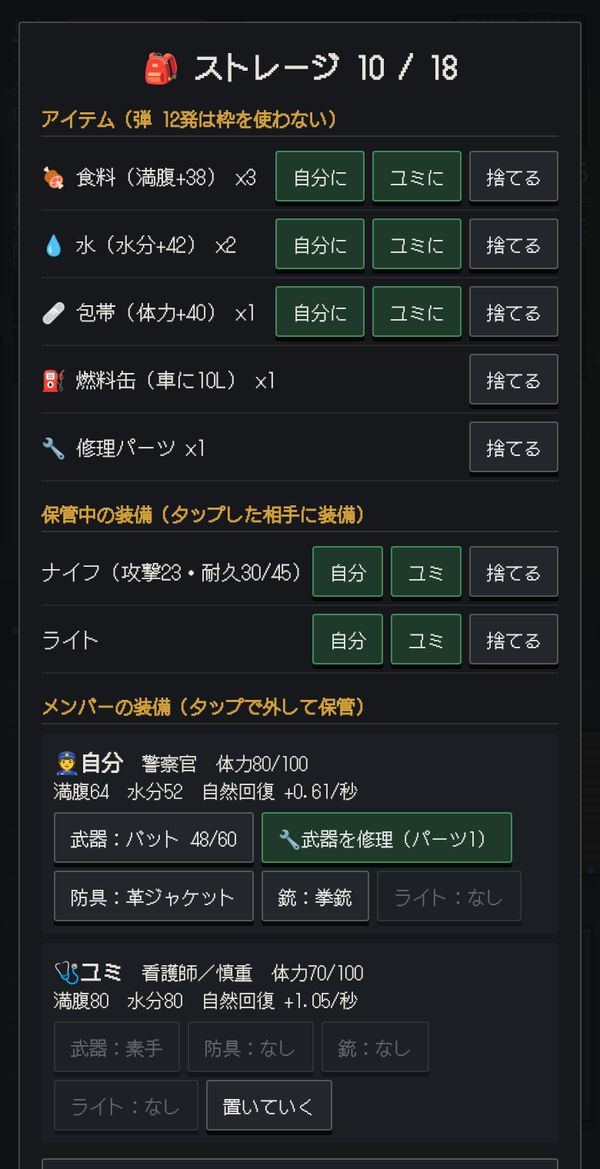 ストレージ 10 / 18
アイテム（弾 12発は枠を使わない）
食料（満腹+38） x3 自分に ユミに 捨てる
水（水分+42） x2 自分に ユミに 捨てる
包帯（体力+40） x1 自分に ユミに 捨てる
燃料缶（車に10L） x1 捨てる
修理パーツ x1 捨てる
保管中の装備（タップした相手に装備）
ナイフ（攻撃23・耐久30/45） 自分 ユミ 捨てる
ライト 自分 ユミ 捨てる
メンバーの装備（タップで外して保管）
自分 警察官 体力80/100
満腹64 水分52 自然回復 +0.61/秒
武器：バット 48/60 武器を修理（パーツ1）
防具：革ジャケット 銃：拳銃 ライト：なし
ユミ 看護師／慎重 体力70/100
満腹80 水分80 自然回復 +1.05/秒
武器：素手 防具：なし 銃：なし
ライト：なし 置いていく